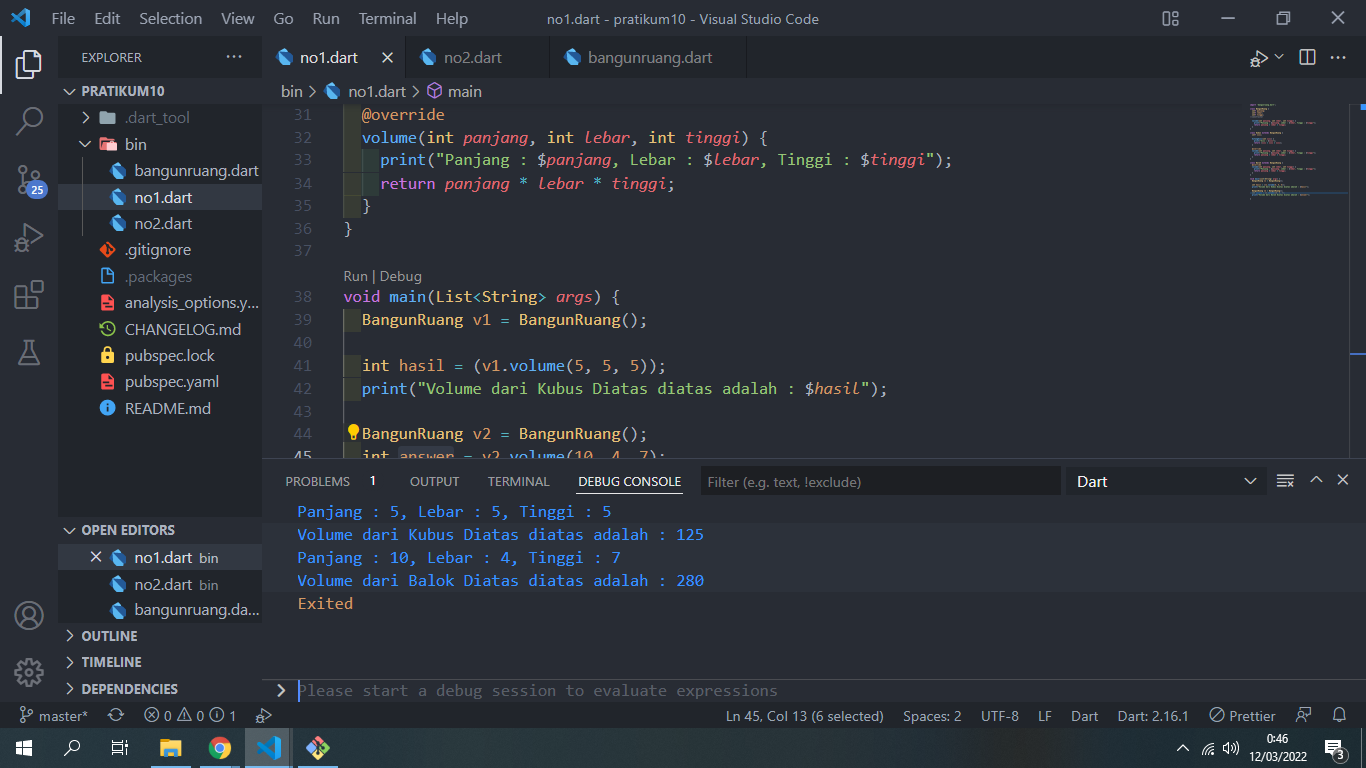 File Edit Selection View Go Run Terminal Help no1.dart - pratikum10 - Visual Studio Code
EXPLORER ···
no1.dart no2.dart bangunruang.dart
PRATIKUM10
.dart_tool
bin
bangunruang.dart
no1.dart
no2.dart
.gitignore
.packages
analysis_options.y...
CHANGELOG.md
pubspec.lock
pubspec.yaml
README.md
25
OPEN EDITORS
no1.dart bin
no2.dart bin
bangunruang.da...
OUTLINE
TIMELINE
DEPENDENCIES
bin > no1.dart > main
31 @override
32 volume(int panjang, int lebar, int tinggi) {
33 print("Panjang : $panjang, Lebar : $lebar, Tinggi : $tinggi");
34 return panjang * lebar * tinggi;
35 }
36 }
37
Run | Debug
38 void main(List<String> args) {
39 BangunRuang v1 = BangunRuang();
40
41 int hasil = (v1.volume(5, 5, 5));
42 print("Volume dari Kubus Diatas diatas adalah : $hasil");
43
44 BangunRuang v2 = BangunRuang();
45 int answer = v2.volume(10, 4, 7);
PROBLEMS 1 OUTPUT TERMINAL DEBUG CONSOLE Filter (e.g. text, !exclude) Dart
Panjang : 5, Lebar : 5, Tinggi : 5
Volume dari Kubus Diatas diatas adalah : 125
Panjang : 10, Lebar : 4, Tinggi : 7
Volume dari Balok Diatas diatas adalah : 280
Exited
Please start a debug session to evaluate expressions
master* 0 0 1 Ln 45, Col 13 (6 selected) Spaces: 2 UTF-8 LF Dart Dart: 2.16.1 Prettier
0:46
12/03/2022
3